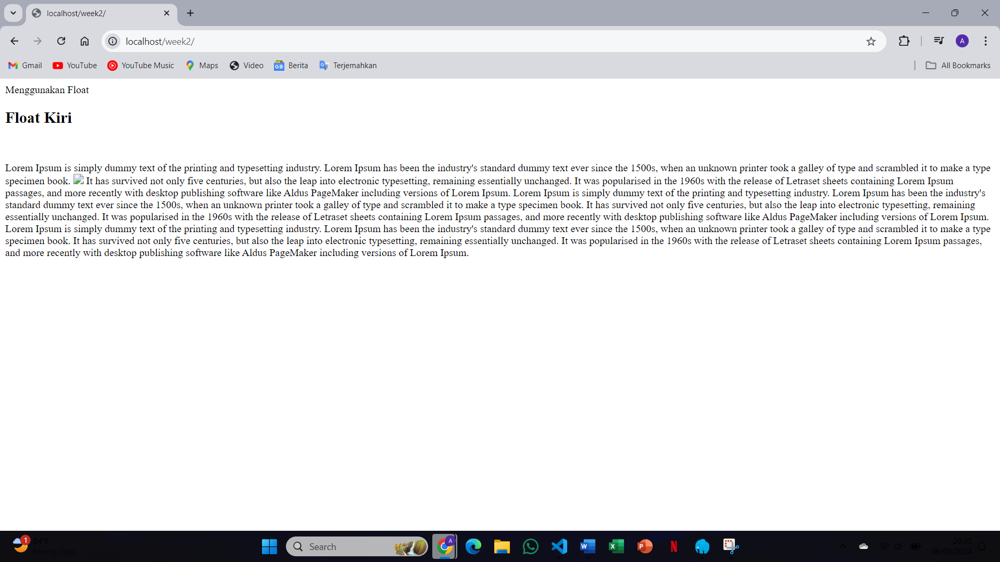 localhost/week2/
localhost/week2/
A
Gmail
YouTube
YouTube Music
Maps
Video
Berita
Terjemahkan
All Bookmarks
Menggunakan Float
Float Kiri
Lorem Ipsum is simply dummy text of the printing and typesetting industry. Lorem Ipsum has been the industry's standard dummy text ever since the 1500s, when an unknown printer took a galley of type and scrambled it to make a type
specimen book. It has survived not only five centuries, but also the leap into electronic typesetting, remaining essentially unchanged. It was popularised in the 1960s with the release of Letraset sheets containing Lorem Ipsum
passages, and more recently with desktop publishing software like Aldus PageMaker including versions of Lorem Ipsum. Lorem Ipsum is simply dummy text of the printing and typesetting industry. Lorem Ipsum has been the industry's
standard dummy text ever since the 1500s, when an unknown printer took a galley of type and scrambled it to make a type specimen book. It has survived not only five centuries, but also the leap into electronic typesetting, remaining
essentially unchanged. It was popularised in the 1960s with the release of Letraset sheets containing Lorem Ipsum passages, and more recently with desktop publishing software like Aldus PageMaker including versions of Lorem Ipsum.
Lorem Ipsum is simply dummy text of the printing and typesetting industry. Lorem Ipsum has been the industry's standard dummy text ever since the 1500s, when an unknown printer took a galley of type and scrambled it to make a type
specimen book. It has survived not only five centuries, but also the leap into electronic typesetting, remaining essentially unchanged. It was popularised in the 1960s with the release of Letraset sheets containing Lorem Ipsum passages,
and more recently with desktop publishing software like Aldus PageMaker including versions of Lorem Ipsum.
1
84°F
Mostly clear
Search
A
20:35
06/09/2024